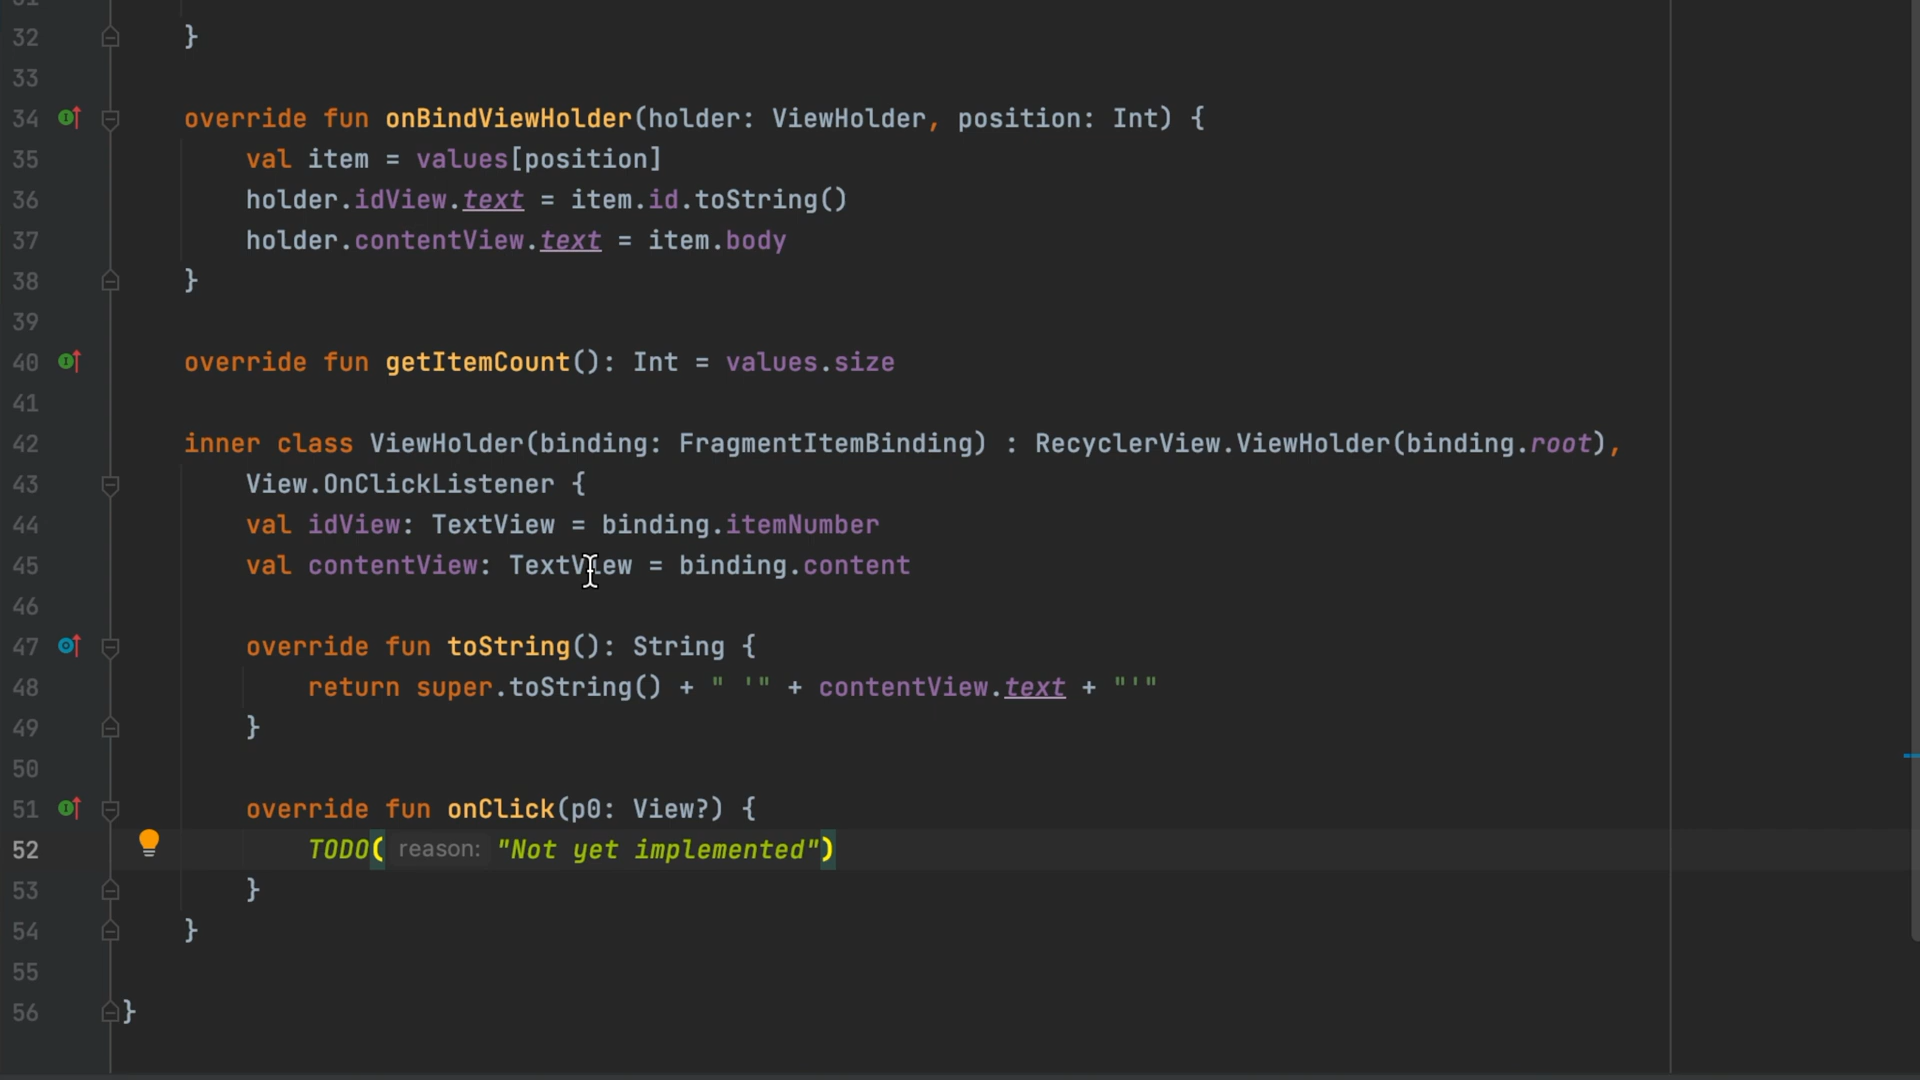 31
32 }
33
34 override fun onBindViewHolder(holder: ViewHolder, position: Int) {
35 val item = values[position]
36 holder.idView.text = item.id.toString()
37 holder.contentView.text = item.body
38 }
39
40 override fun getItemCount(): Int = values.size
41
42 inner class ViewHolder(binding: FragmentItemBinding) : RecyclerView.ViewHolder(binding.root),
43 View.OnClickListener {
44 val idView: TextView = binding.itemNumber
45 val contentView: TextView = binding.content
46
47 override fun toString(): String {
48 return super.toString() + " '" + contentView.text + "'"
49 }
50
51 override fun onClick(p0: View?) {
52 TODO( reason: "Not yet implemented")
53 }
54 }
55
56 }